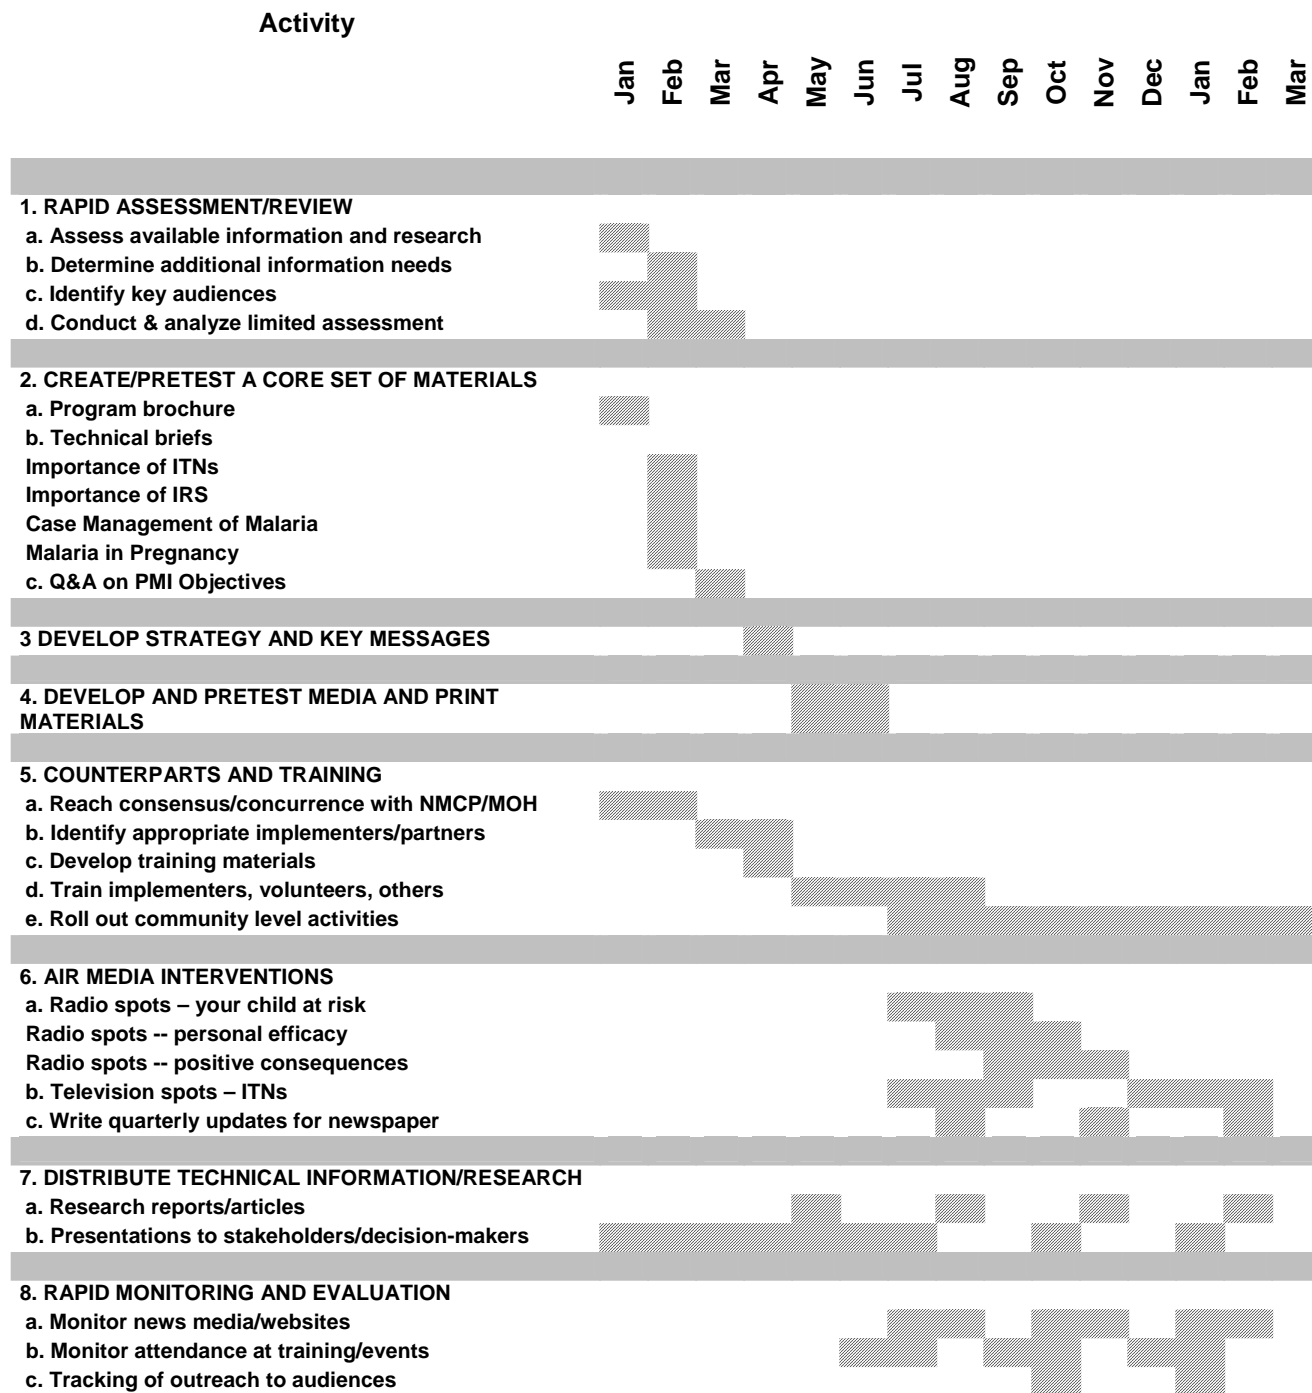 Activity
Jan Feb Mar Apr May Jun Jul Aug Sep Oct Nov Dec Jan Feb Mar
1. RAPID ASSESSMENT/REVIEW
a. Assess available information and research
b. Determine additional information needs
c. Identify key audiences
d. Conduct & analyze limited assessment
2. CREATE/PRETEST A CORE SET OF MATERIALS
a. Program brochure
b. Technical briefs
Importance of ITNs
Importance of IRS
Case Management of Malaria
Malaria in Pregnancy
c. Q&A on PMI Objectives
3 DEVELOP STRATEGY AND KEY MESSAGES
4. DEVELOP AND PRETEST MEDIA AND PRINT
MATERIALS
5. COUNTERPARTS AND TRAINING
a. Reach consensus/concurrence with NMCP/MOH
b. Identify appropriate implementers/partners
c. Develop training materials
d. Train implementers, volunteers, others
e. Roll out community level activities
6. AIR MEDIA INTERVENTIONS
a. Radio spots – your child at risk
Radio spots -- personal efficacy
Radio spots -- positive consequences
b. Television spots – ITNs
c. Write quarterly updates for newspaper
7. DISTRIBUTE TECHNICAL INFORMATION/RESEARCH
a. Research reports/articles
b. Presentations to stakeholders/decision-makers
8. RAPID MONITORING AND EVALUATION
a. Monitor news media/websites
b. Monitor attendance at training/events
c. Tracking of outreach to audiences